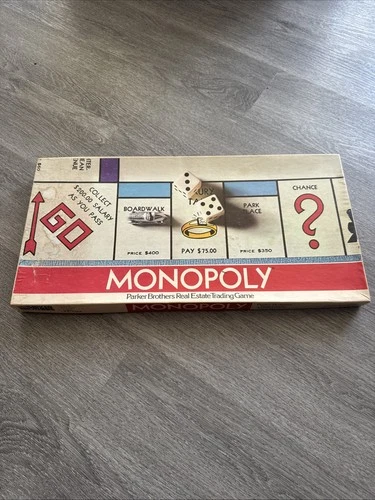 COLLECT
$200.00 SALARY
AS YOU PASS
GO
BOARDWALK
PRICE $400
PAY $75.00
PARK
PRICE $350
CHANCE
?
MONOPOLY
Parker Brothers Real Estate Trading Game
MONOPOLY